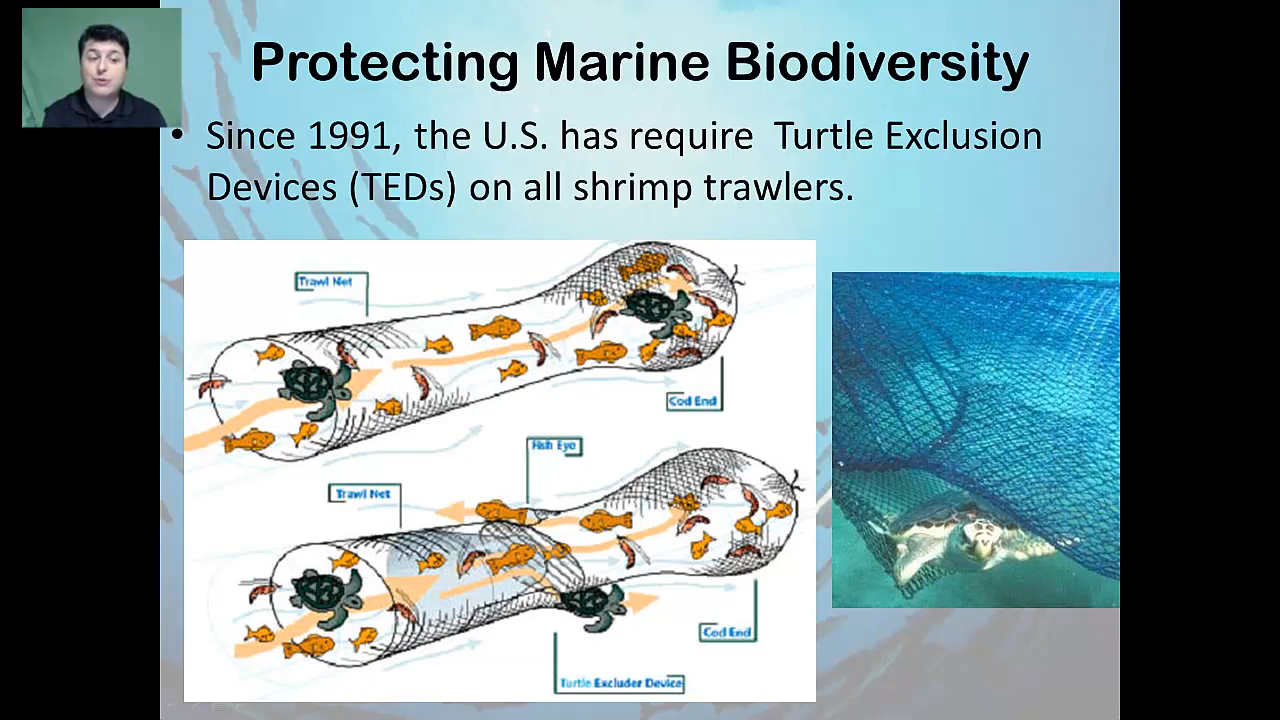 Protecting Marine Biodiversity
• Since 1991, the U.S. has require  Turtle Exclusion
Devices (TEDs) on all shrimp trawlers.
Trawl Net
Cod End
Fish Eye
Trawl Net
Cod End
Turtle Excluder Device